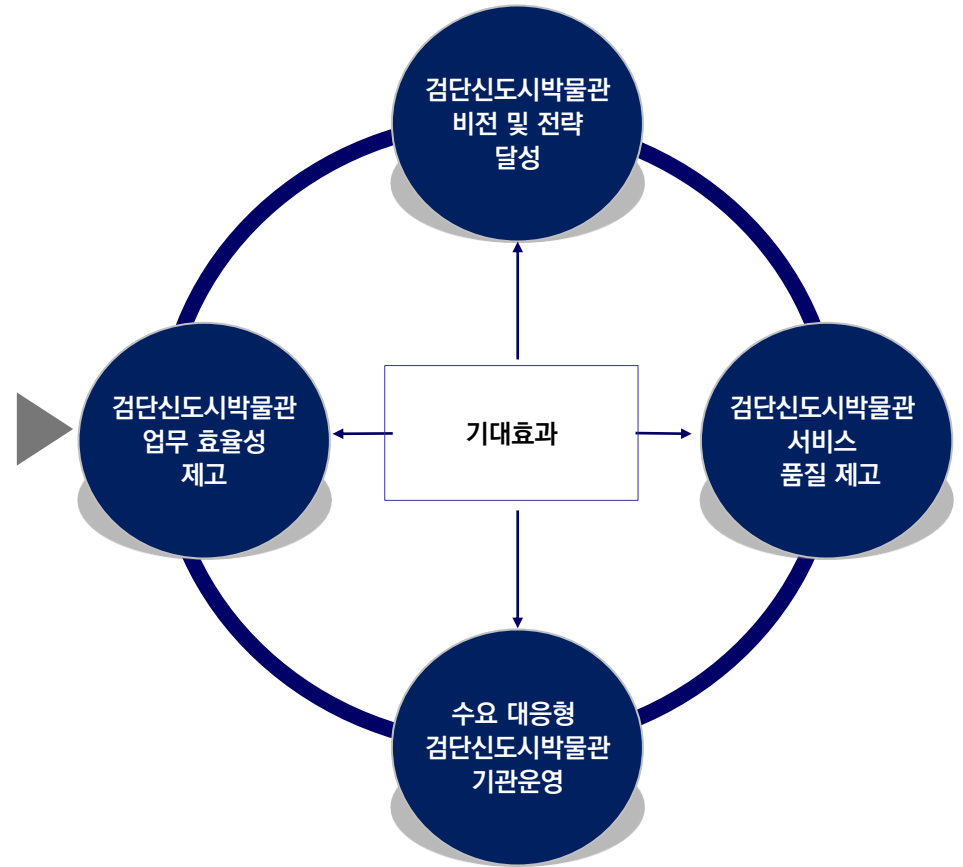 검단신도시박물관
비전 및 전략
달성
검단신도시박물관
업무 효율성
제고
기대효과
검단신도시박물관
서비스
품질 제고
수요 대응형
검단신도시박물관
기관운영